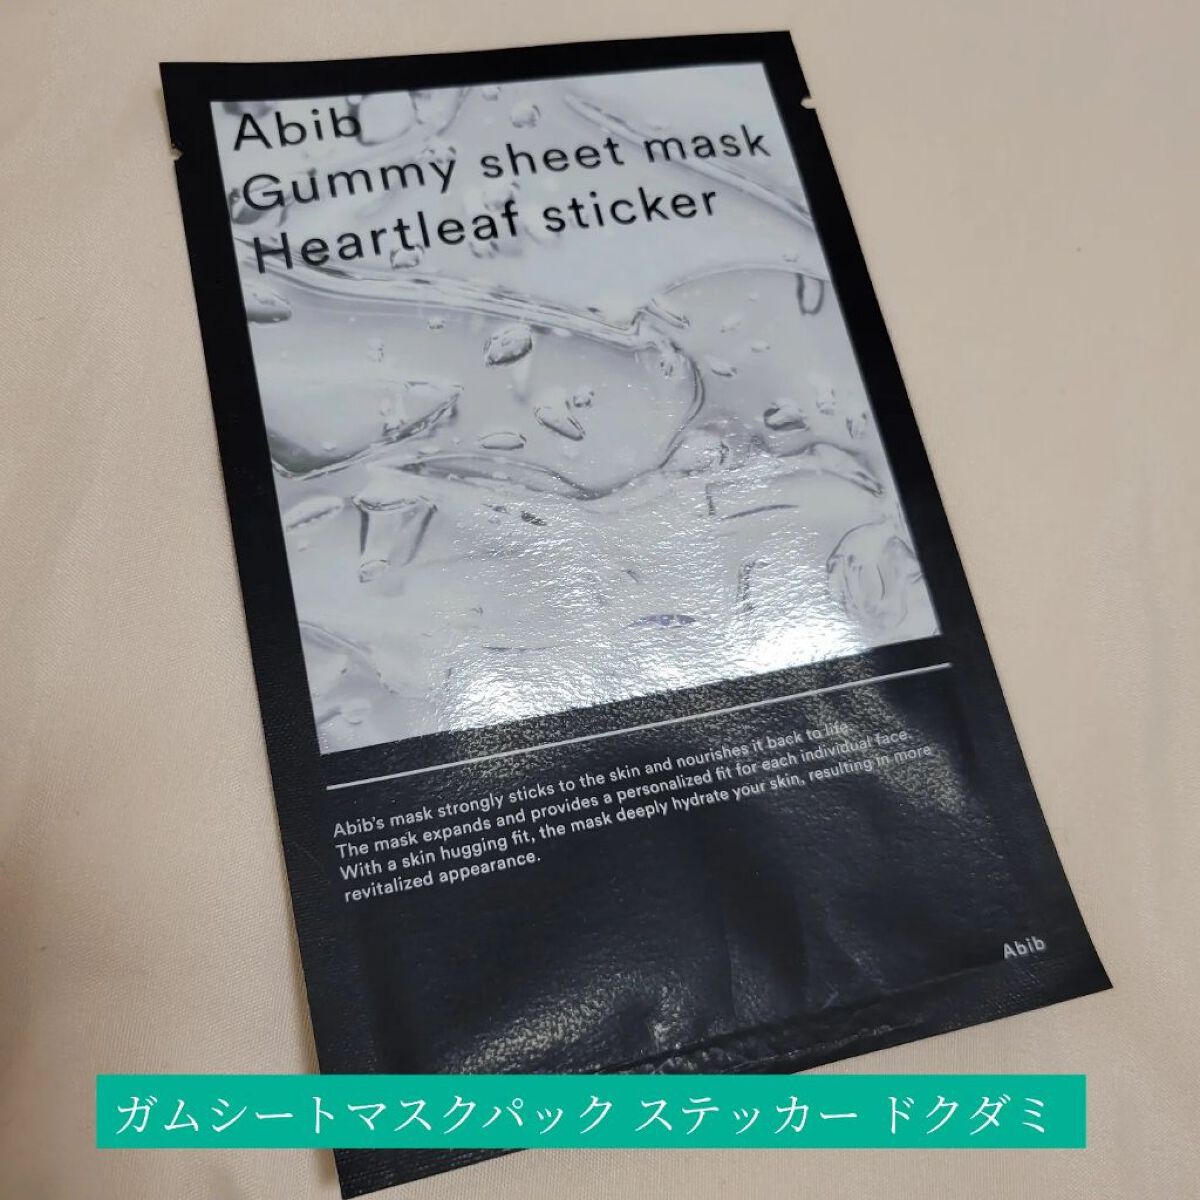 Abib
Gummy sheet mask
Heartleaf sticker
Abib's mask strongly sticks to the skin and nourishes it back to life.
The mask expands and provides a personalized fit for each individual face.
With a skin hugging fit, the mask deeply hydrate your skin, resulting in more
revitalized appearance.
Abib
ガムシートマスクパック ステッカー ドクダミ